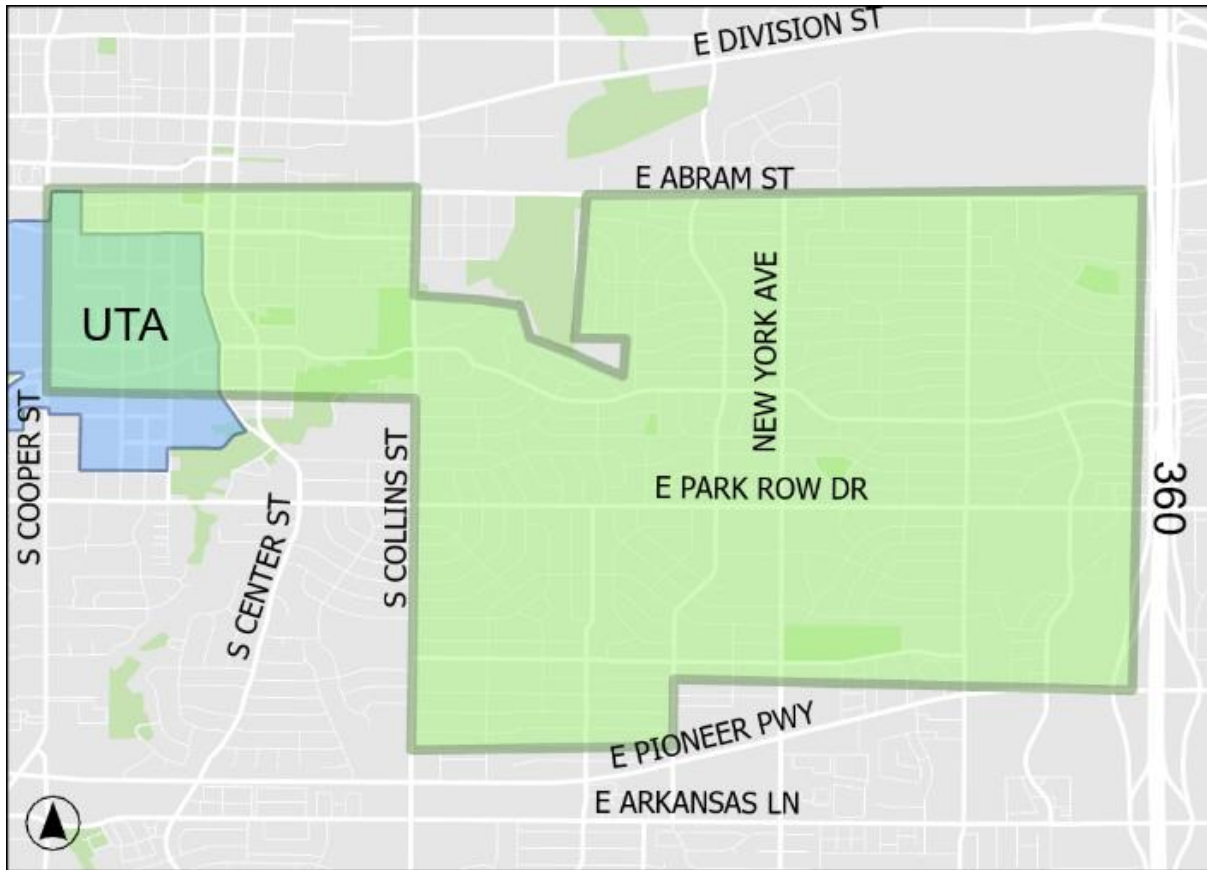 E DIVISION ST
E ABRAM ST
UTA
NEW YORK AVE
S COOPER ST
S COLLINS ST
E PARK ROW DR
360
S CENTER ST
E PIONEER PWY
E ARKANSAS LN